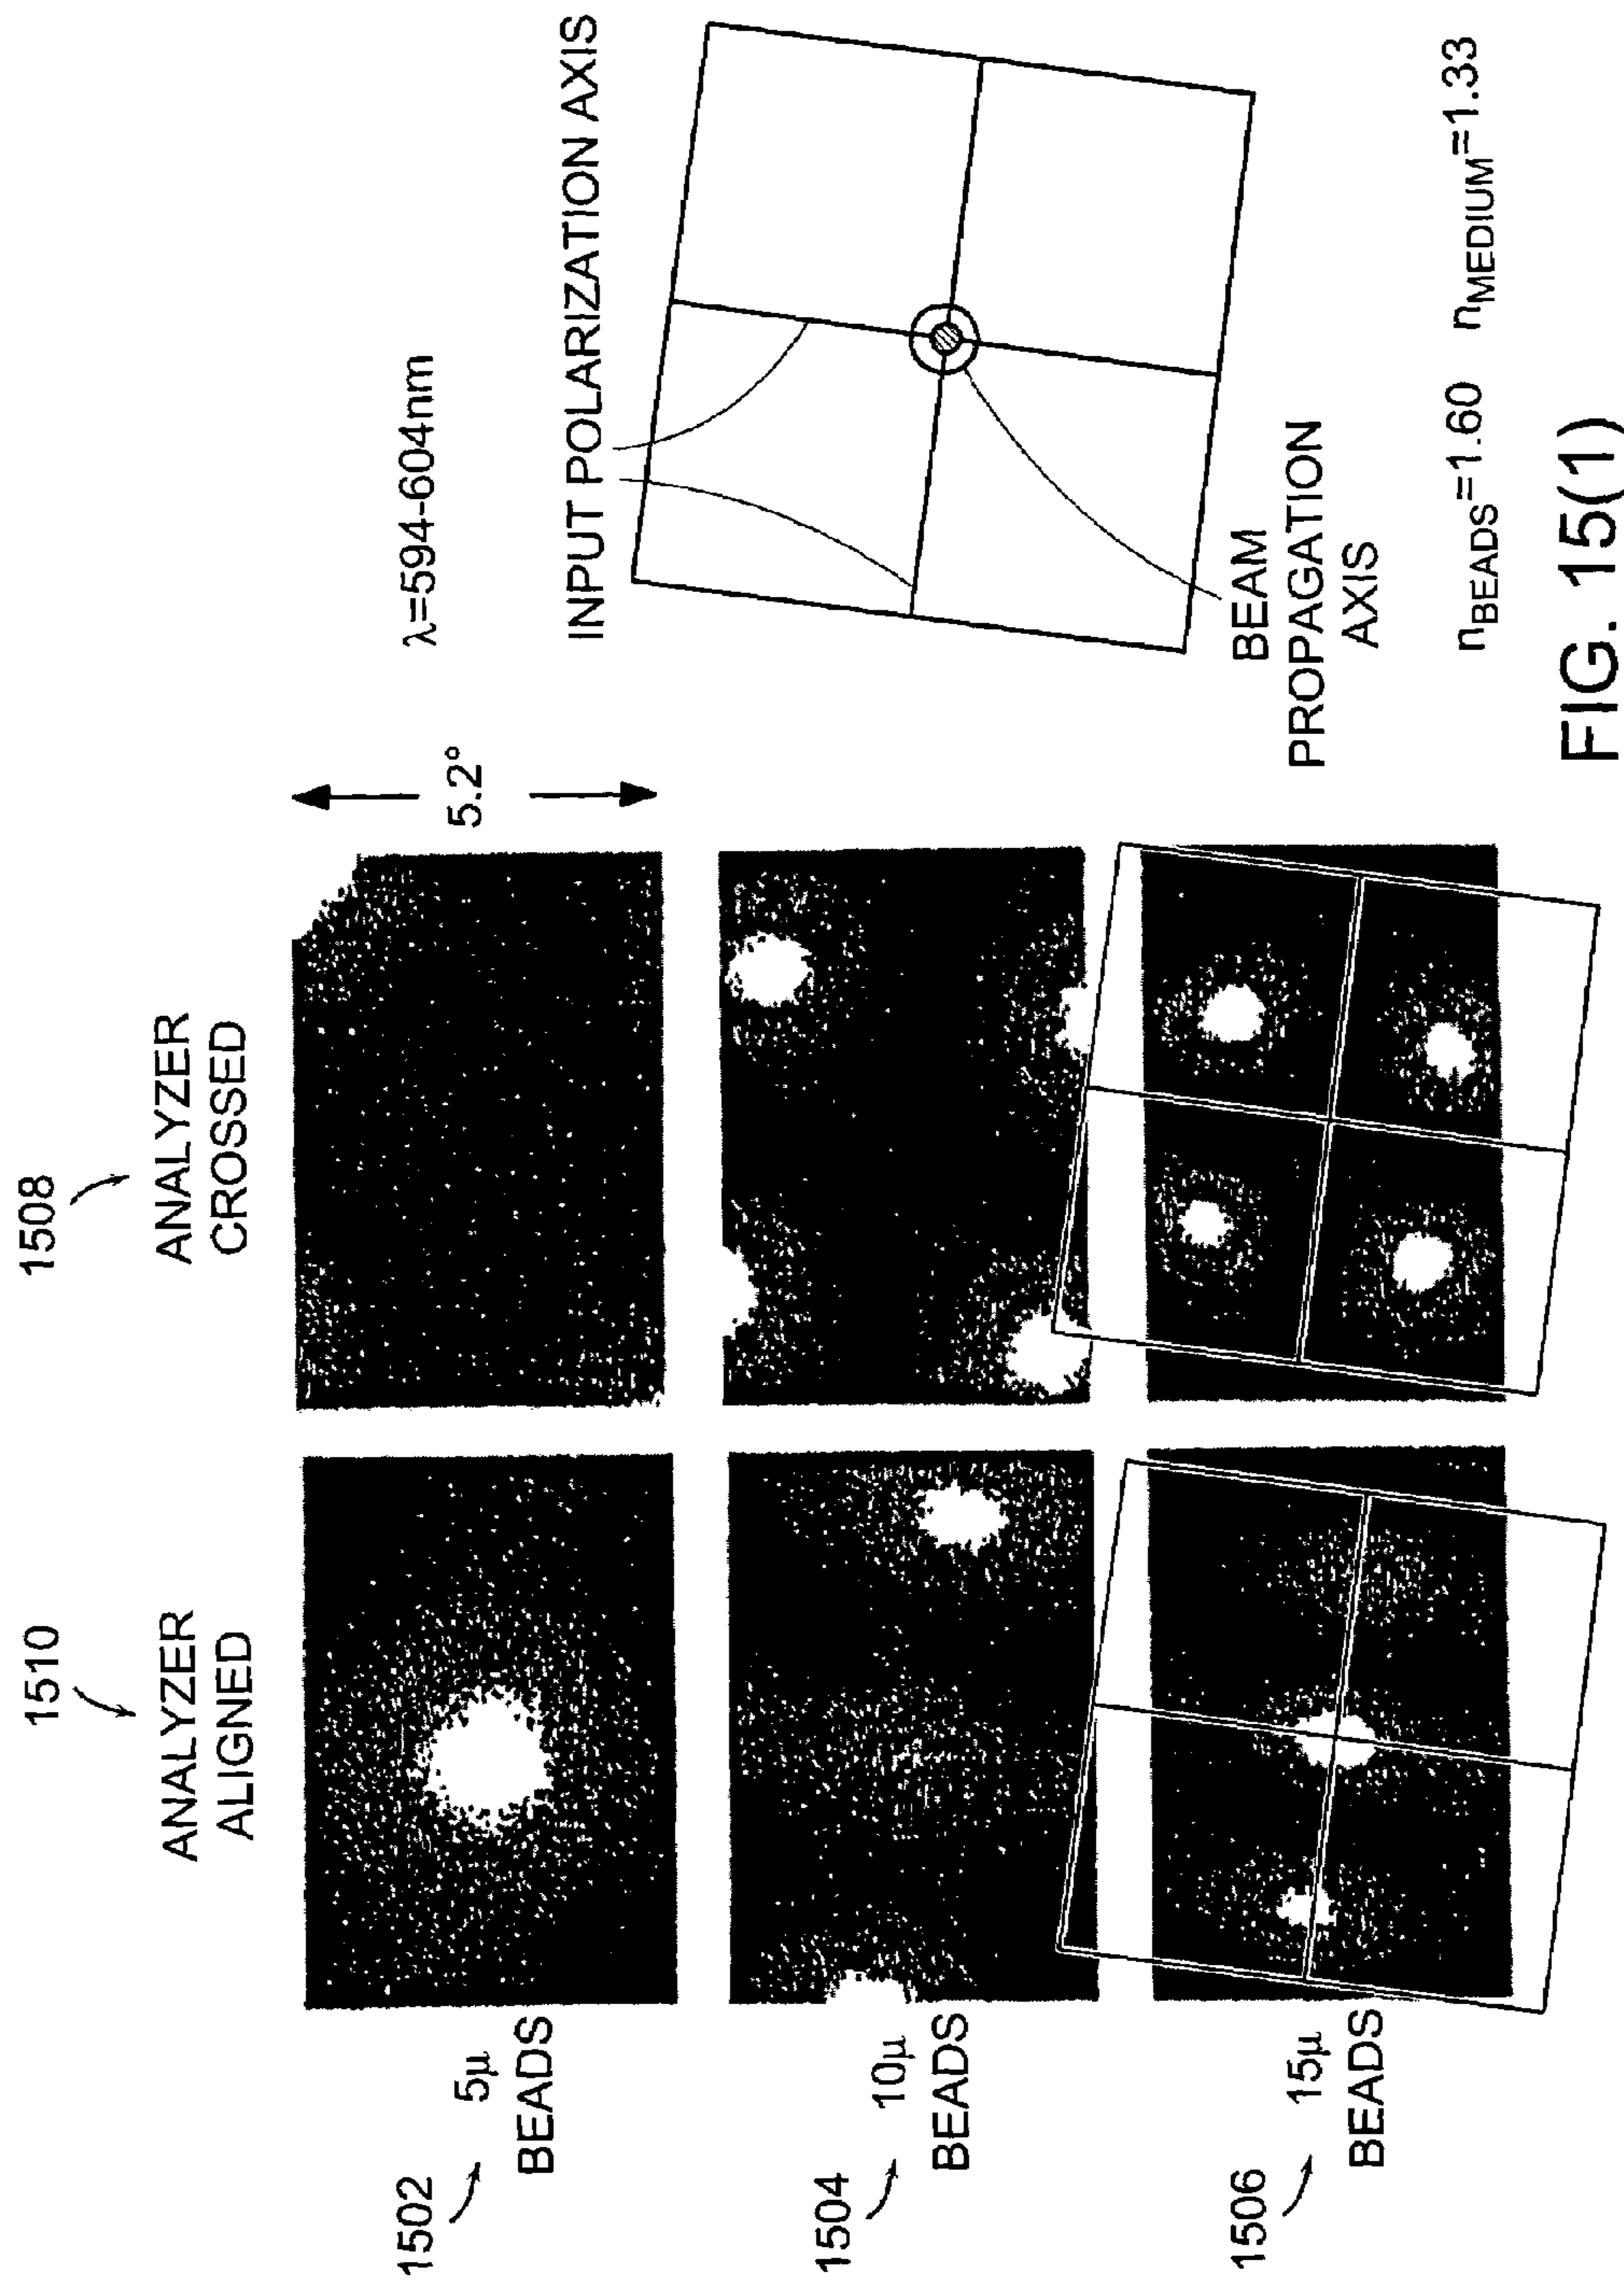 1510
ANALYZER
ALIGNED
1508
ANALYZER
CROSSED
1502
5μ
BEADS
5.2°
1504
10μ
BEADS
1506
15μ
BEADS
λ=594-604nm
INPUT POLARIZATION AXIS
BEAM
PROPAGATION
AXIS
nBEADS=1.60 nMEDIUM=1.33
FIG. 15(1)